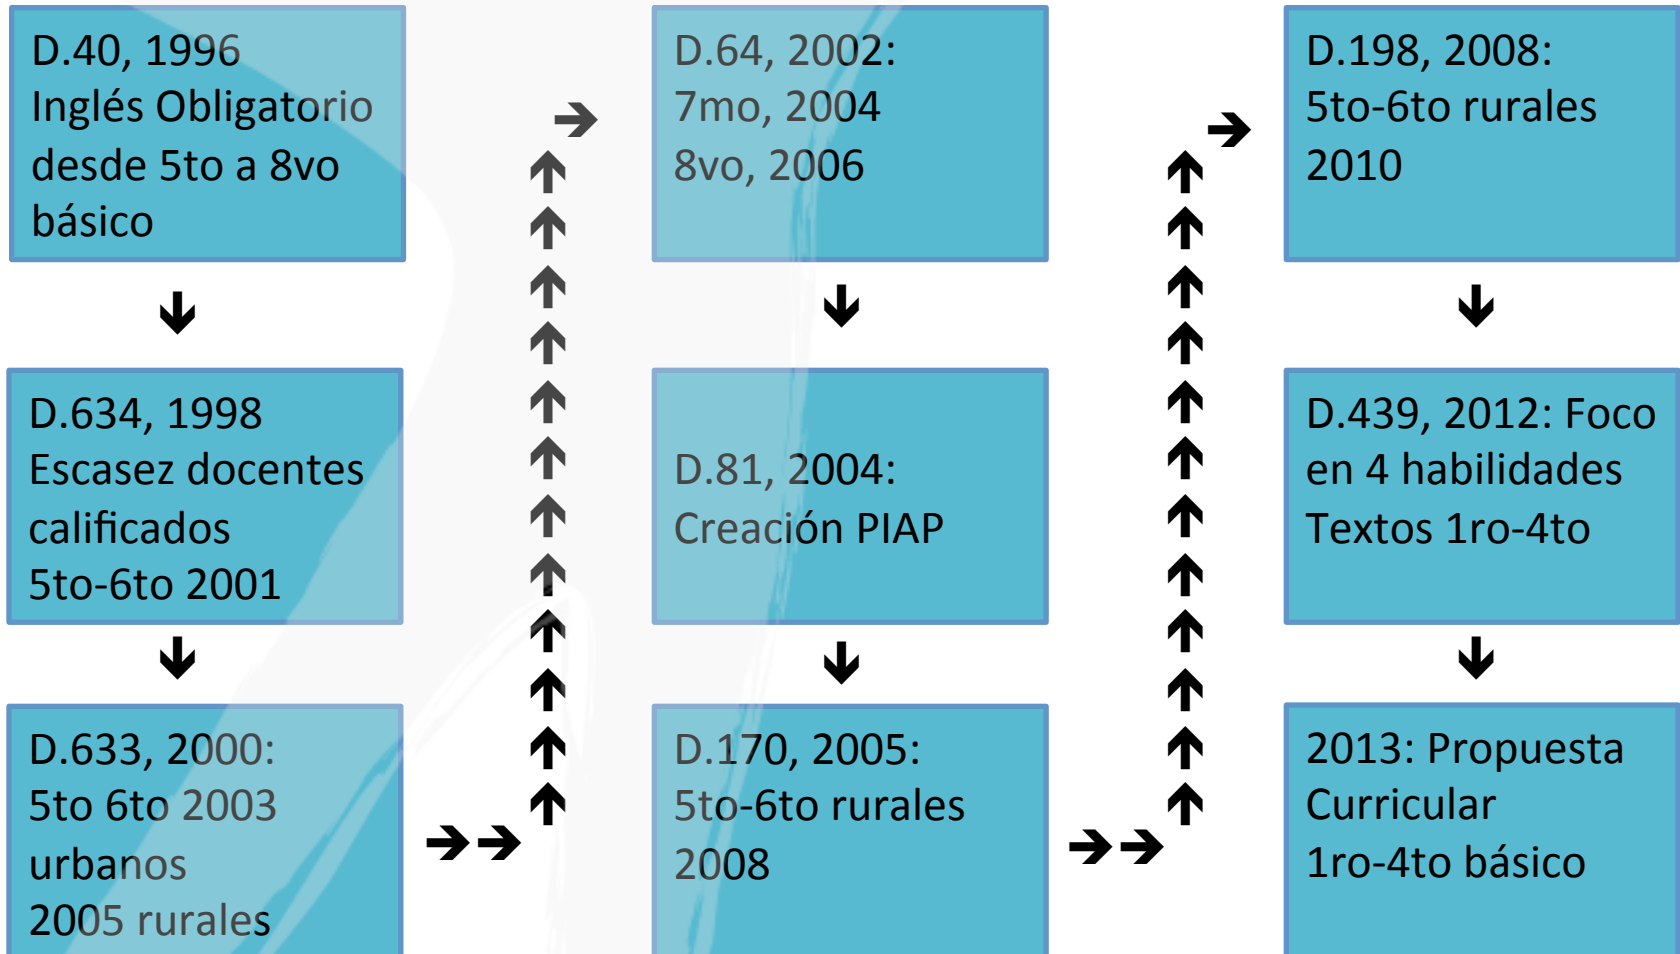 D.40, 1996
Inglés Obligatorio
desde 5to a 8vo
básico
D.634, 1998
Escasez docentes
calificados
5to-6to 2001
D.633, 2000:
5to 6to 2003
urbanos
2005 rurales
D.64, 2002:
7mo, 2004
8vo, 2006
D.81, 2004:
Creación PIAP
D.170, 2005:
5to-6to rurales
2008
D.198, 2008:
5to-6to rurales
2010
D.439, 2012: Foco
en 4 habilidades
Textos 1ro-4to
2013: Propuesta
Curricular
1ro-4to básico